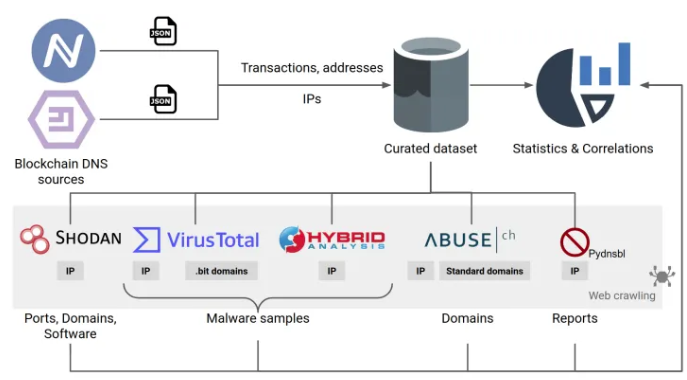 JSON
JSON
Transactions, addresses
IPs
Blockchain DNS
sources
Curated dataset
Statistics & Correlations
SHODAN
VirusTotal
HYBRID
ANALYSIS
ABUSE ch
Pydnsbl
IP
IP
.bit domains
IP
IP
Standard domains
IP
Web crawling
Ports, Domains,
Software
Malware samples
Domains
Reports